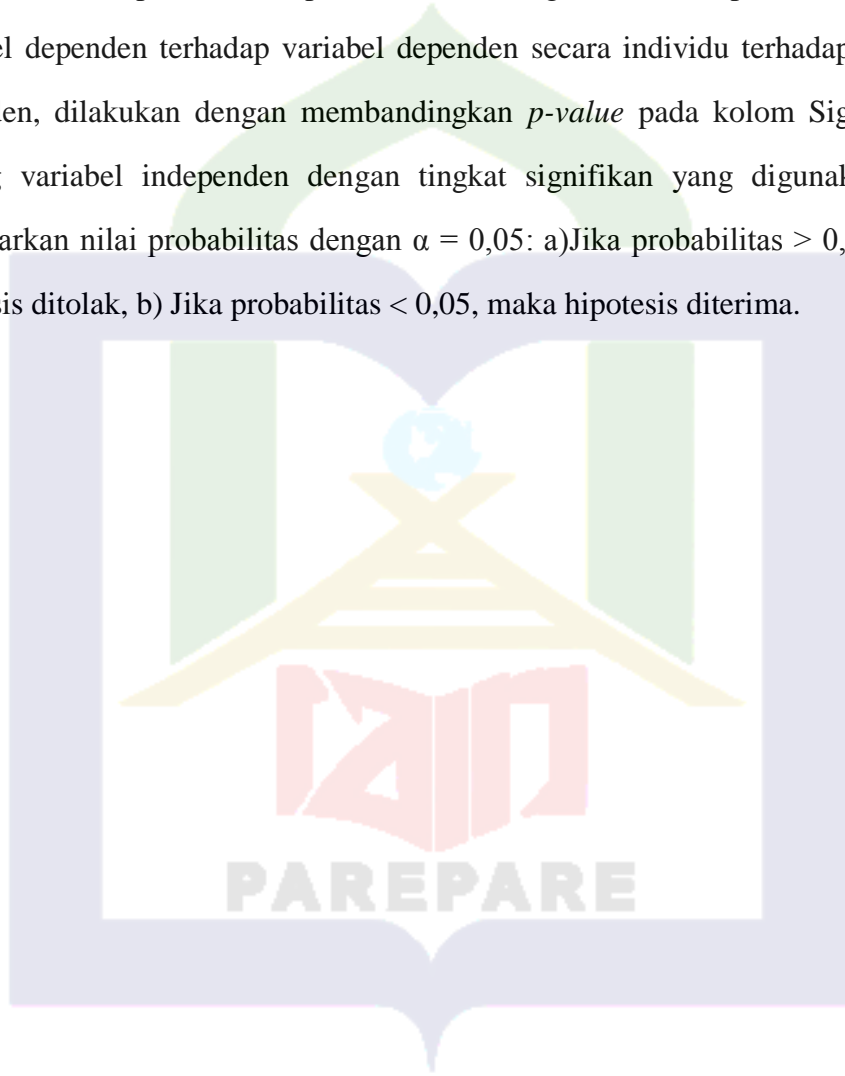 el dependen terhadap variabel dependen secara individu terhadap
en, dilakukan dengan membandingkan p-value pada kolom Sig
variabel independen dengan tingkat signifikan yang digunak
arkan nilai probabilitas dengan α = 0,05: a)Jika probabilitas > 0,
sis ditolak, b) Jika probabilitas < 0,05, maka hipotesis diterima.
iain
PAREPARE